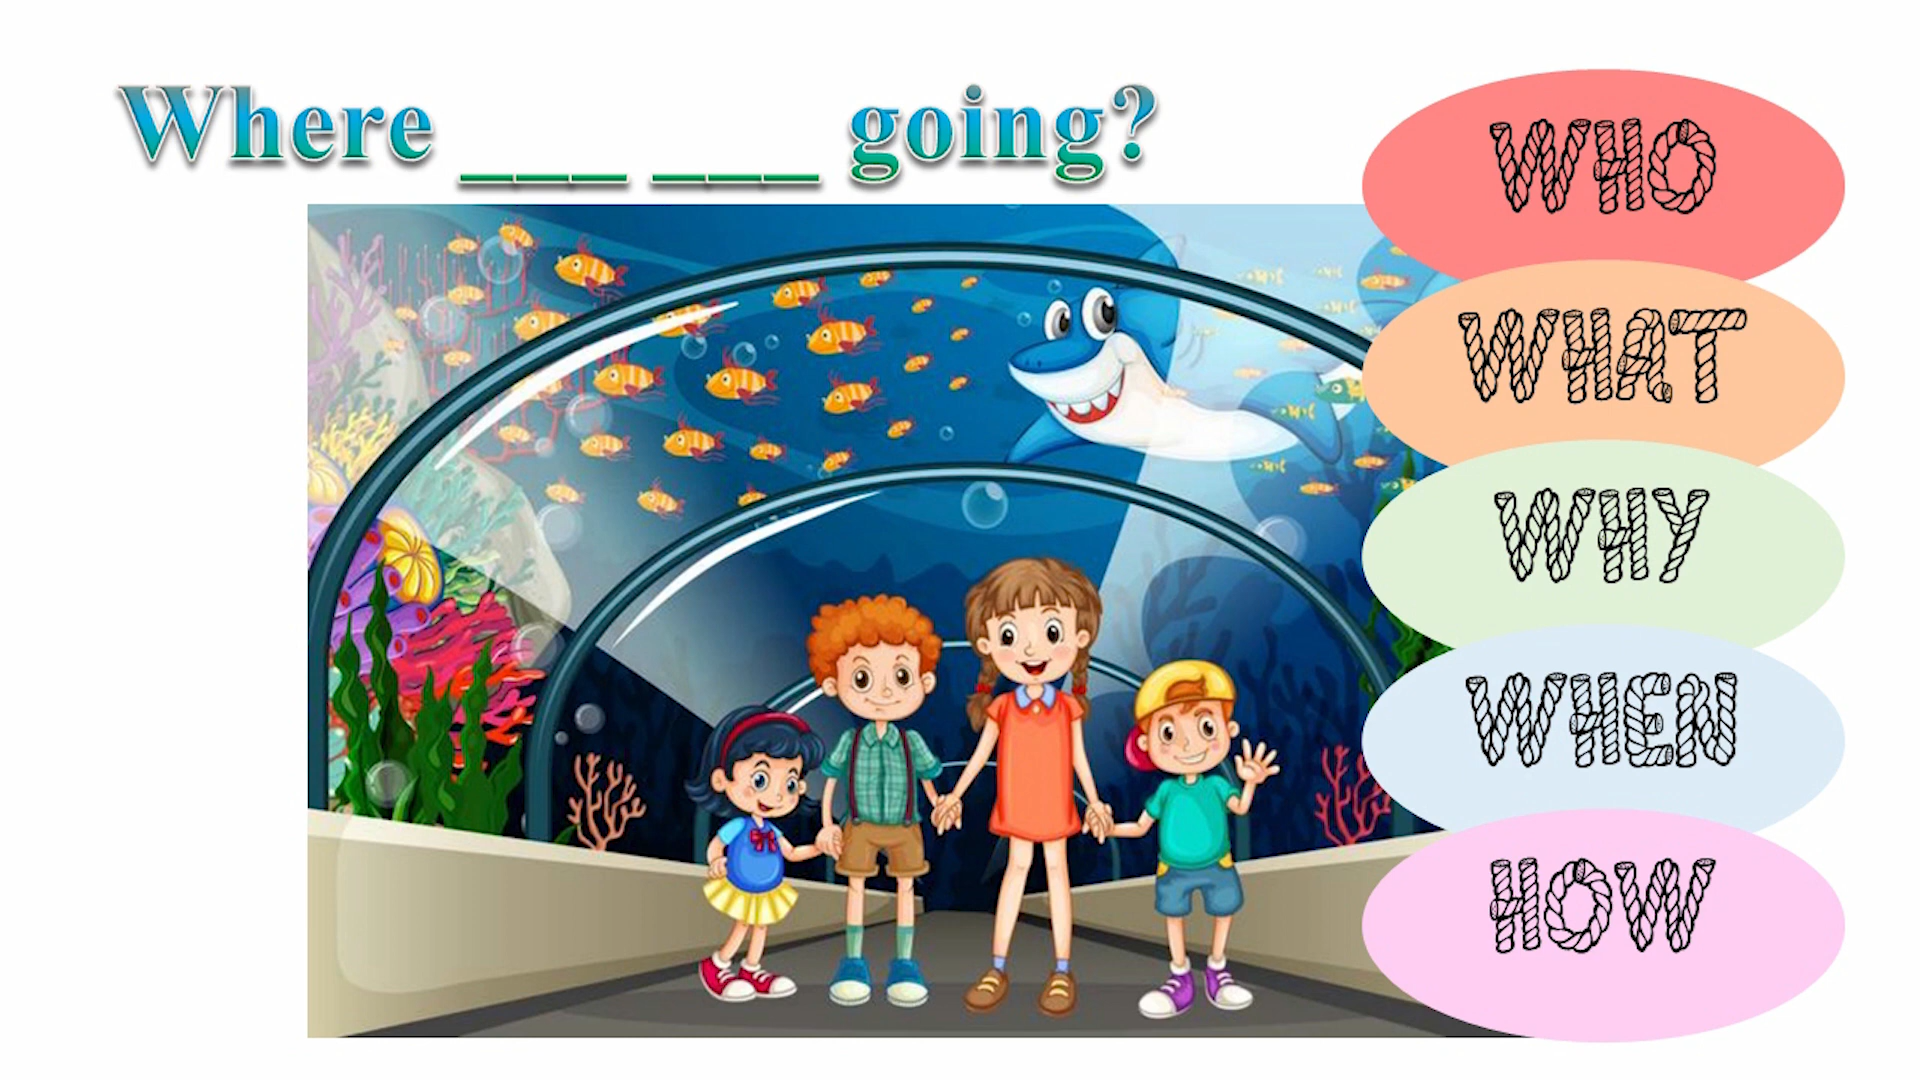 Where ___ ___ going?
WHO
WHAT
WHY
WHEN
HOW